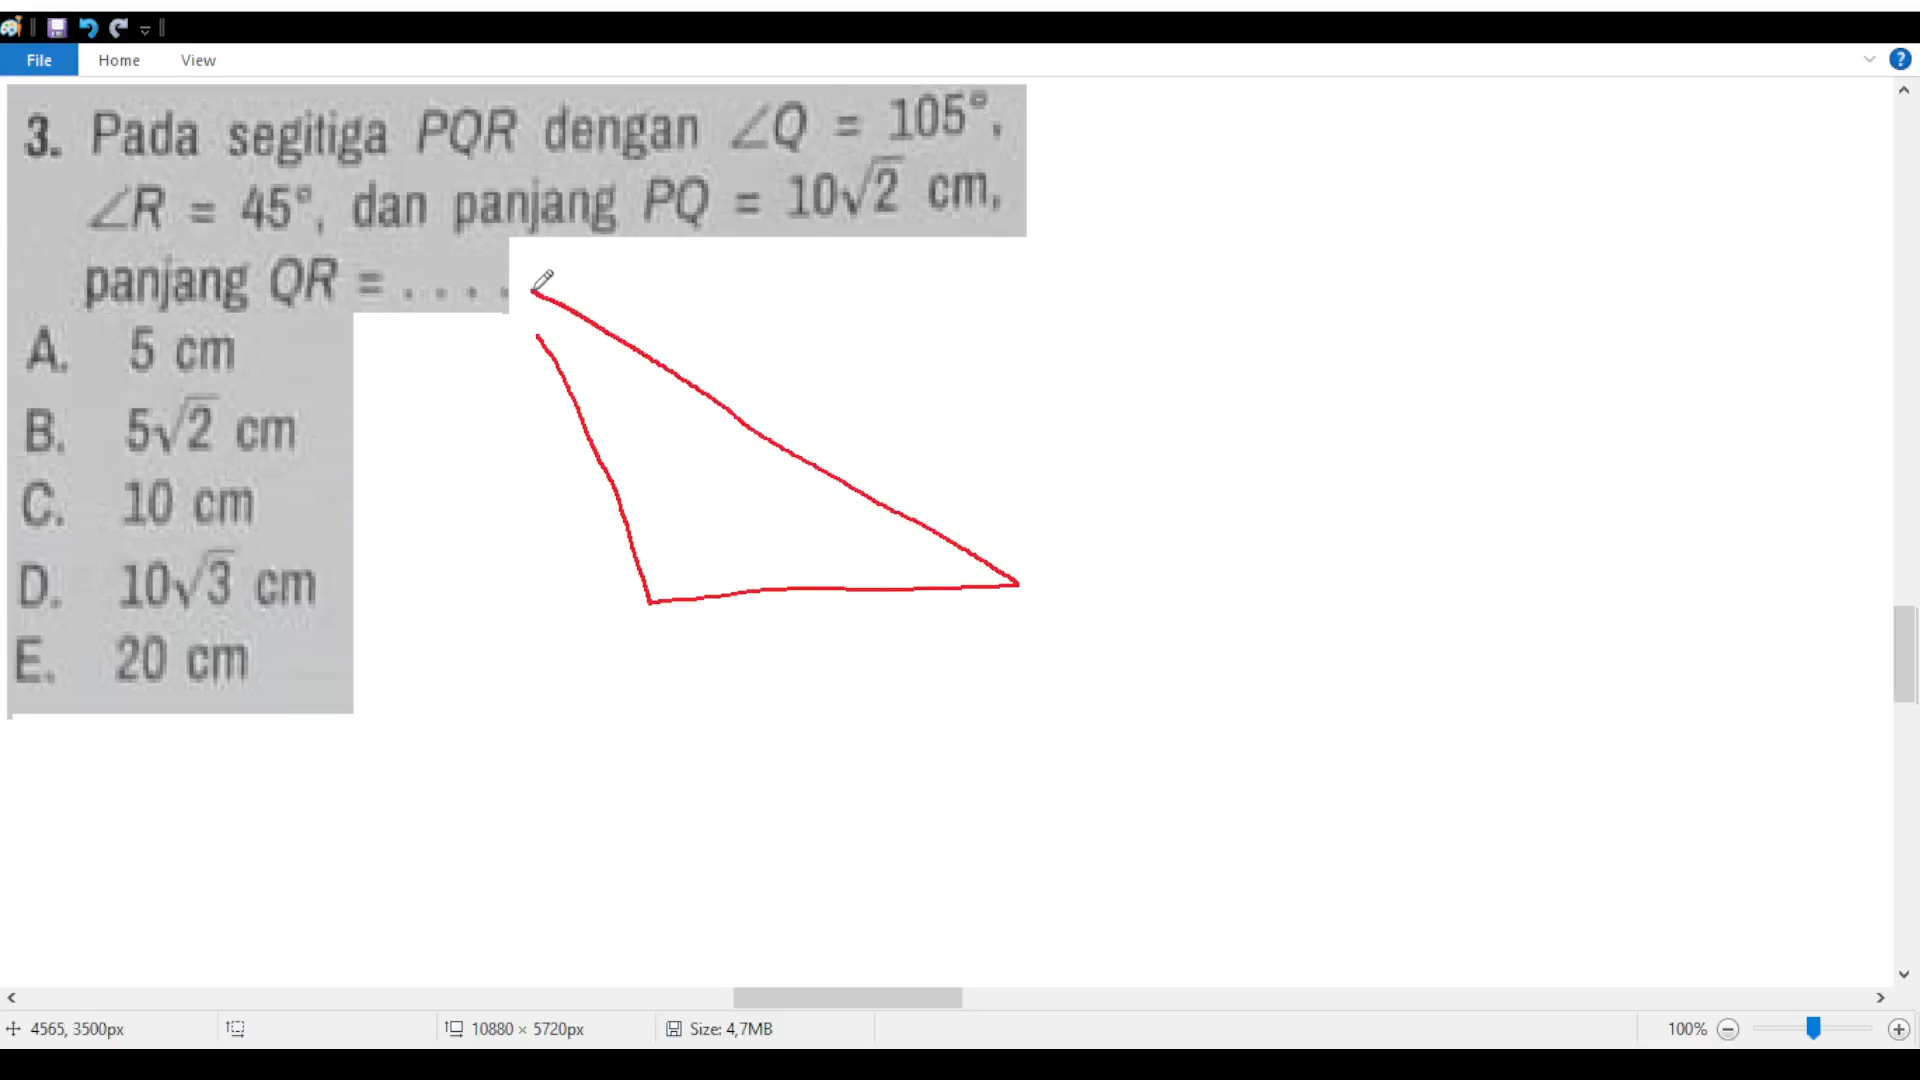 File Home View
3. Pada segitiga PQR dengan ∠Q = 105°,
∠R = 45°, dan panjang PQ = 10√2 cm,
panjang QR = . . . .
A. 5 cm
B. 5√2 cm
C. 10 cm
D. 10√3 cm
E. 20 cm
4565, 3500px 10880 × 5720px Size: 4,7MB 100%